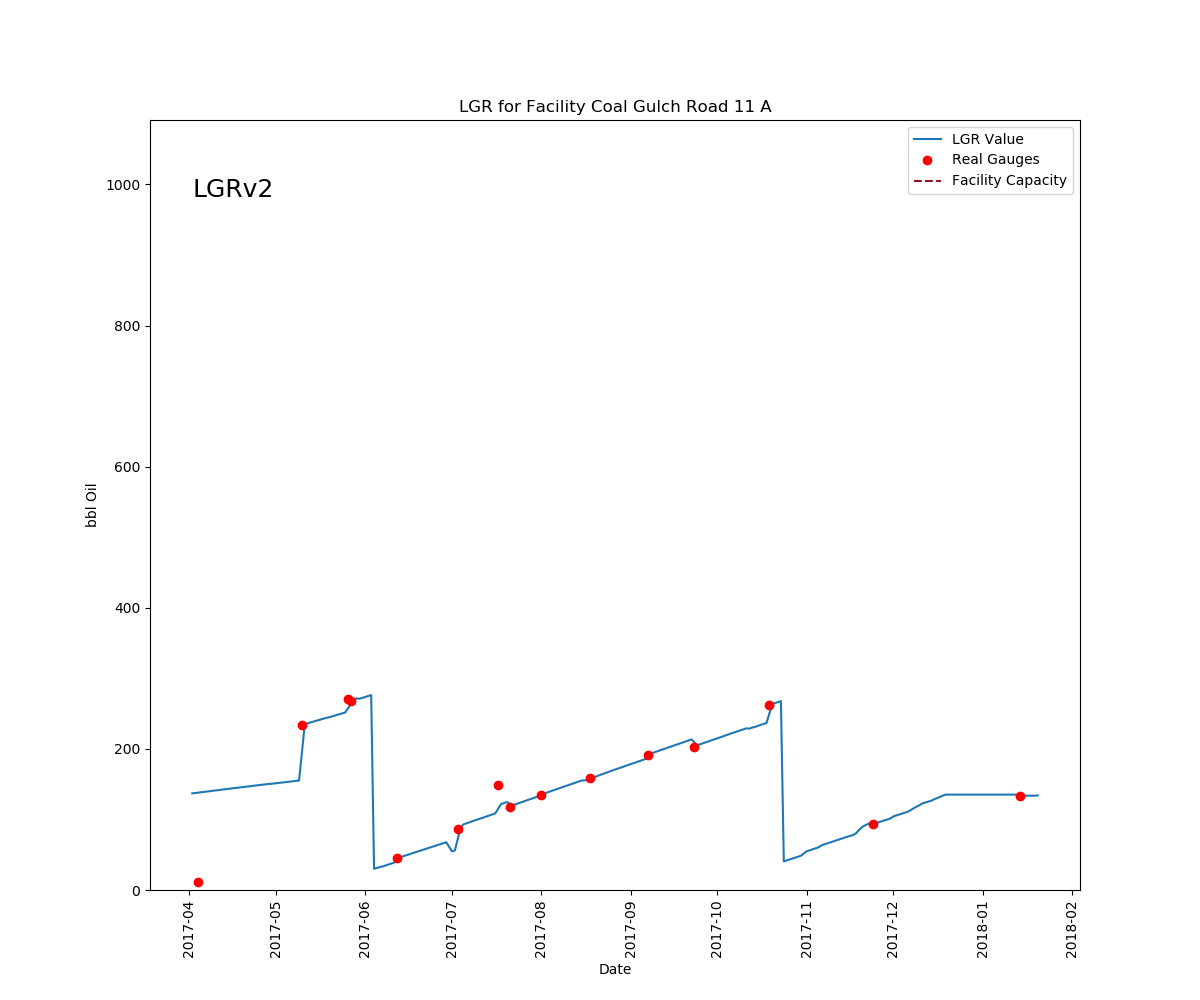 LGR for Facility Coal Gulch Road 11 A
LGRv2
LGR Value
Real Gauges
Facility Capacity
bbl Oil
1000
800
600
400
200
0
2017-04
2017-05
2017-06
2017-07
2017-08
2017-09
2017-10
2017-11
2017-12
2018-01
2018-02
Date